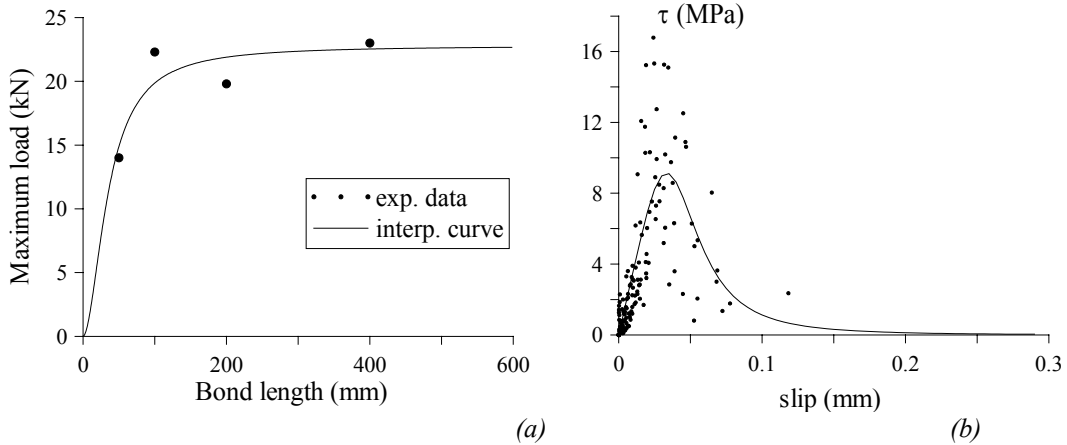 25
20
15
10
5
0
Maximum load (kN)
0 200 400 600
Bond length (mm)
exp. data
interp. curve
(a)
τ (MPa)
16
12
8
4
0
0 0.1 0.2 0.3
slip (mm)
(b)